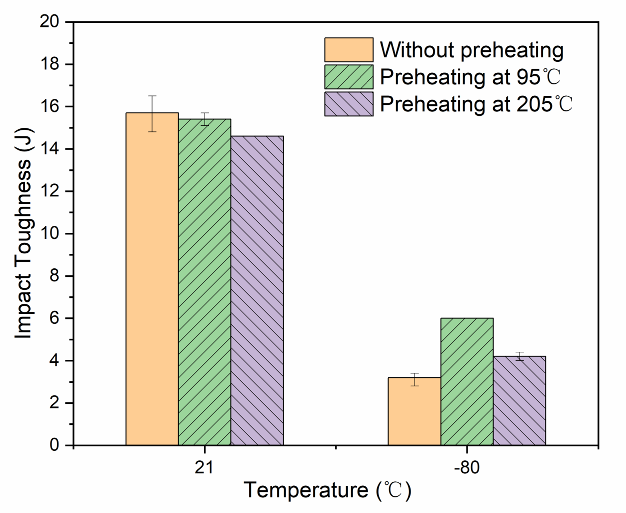 Without preheating
Preheating at 95℃
Preheating at 205℃
20
18
16
14
12
10
8
6
4
2
0
Impact Toughness (J)
21
-80
Temperature (℃)